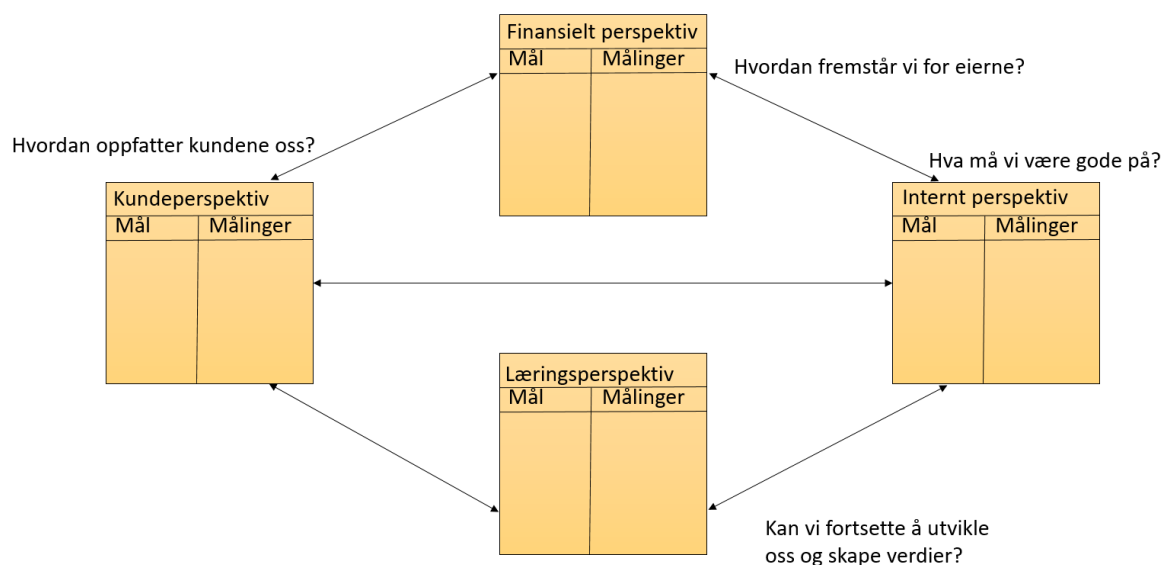 Finansielt perspektiv
Mål Målinger
Hvordan fremstår vi for eierne?
Hvordan oppfatter kundene oss?
Hva må vi være gode på?
Kundeperspektiv
Mål Målinger
Internt perspektiv
Mål Målinger
Læringsperspektiv
Mål Målinger
Kan vi fortsette å utvikle
oss og skape verdier?